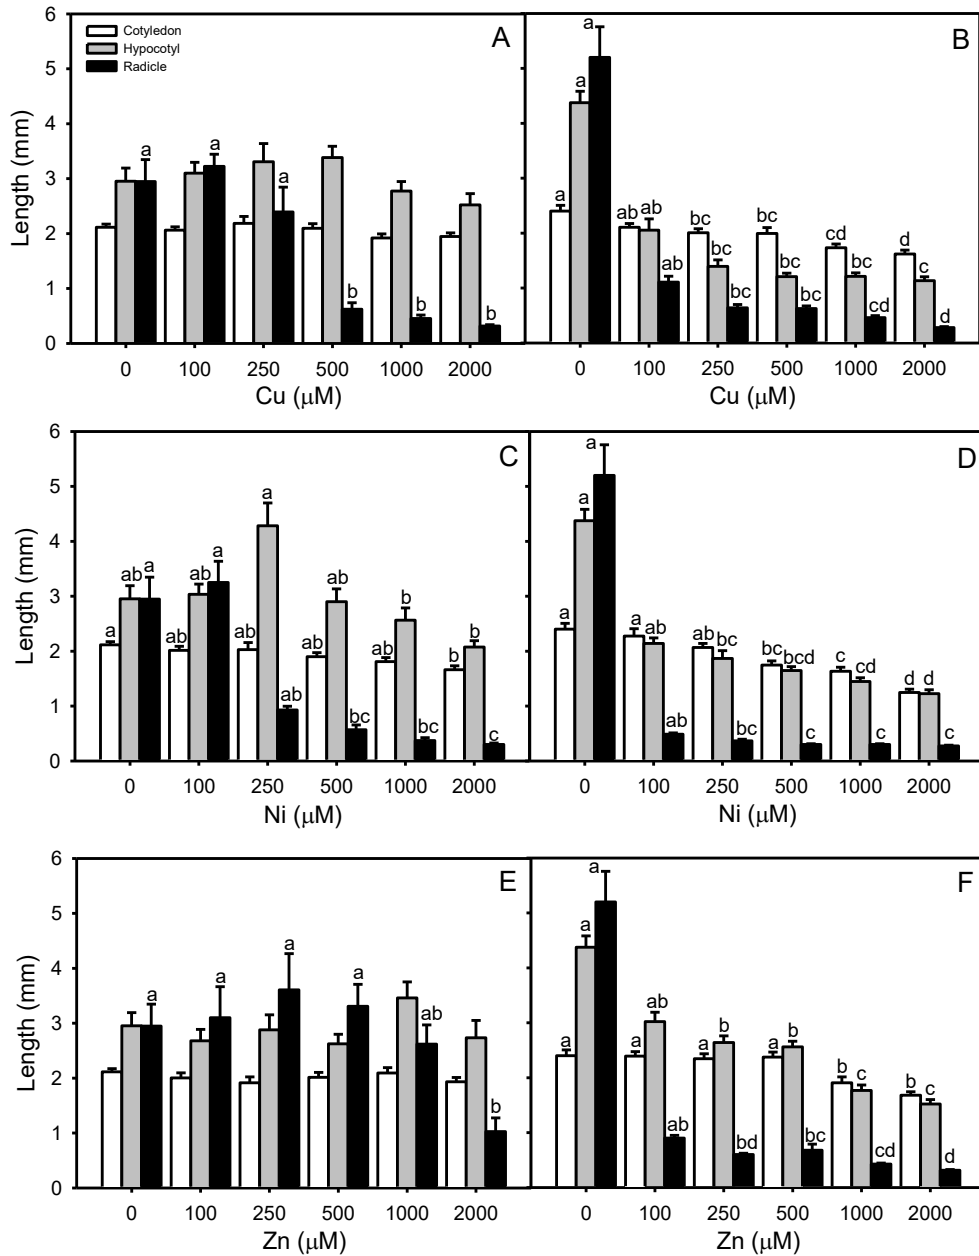 A
Cotyledon
Hypocotyl
Radicle
Length (mm)
6
5
4
3
2
1
0
a
a
a
b
b
b
0 100 250 500 1000 2000
Cu (μM)
B
a
a
a
ab ab
ab
bc
bc
bc
bc
bc
bc
cd
bc
cd
d
c
d
0 100 250 500 1000 2000
Cu (μM)
C
Length (mm)
6
5
4
3
2
1
0
a
ab
a
ab
ab
a
ab
a
ab
ab
ab
bc
ab
b
bc
b
b
c
0 100 250 500 1000 2000
Ni (μM)
D
a
a
a
a
ab
ab
ab
bc
bc
bc
bcd
c
c
cd
c
d
d
c
0 100 250 500 1000 2000
Ni (μM)
E
Length (mm)
6
5
4
3
2
1
0
a
a
a
a
ab
b
0 100 250 500 1000 2000
Zn (μM)
F
a
a
a
a
ab
ab
a
b
bd
a
b
bc
b
c
cd
b
c
d
0 100 250 500 1000 2000
Zn (μM)